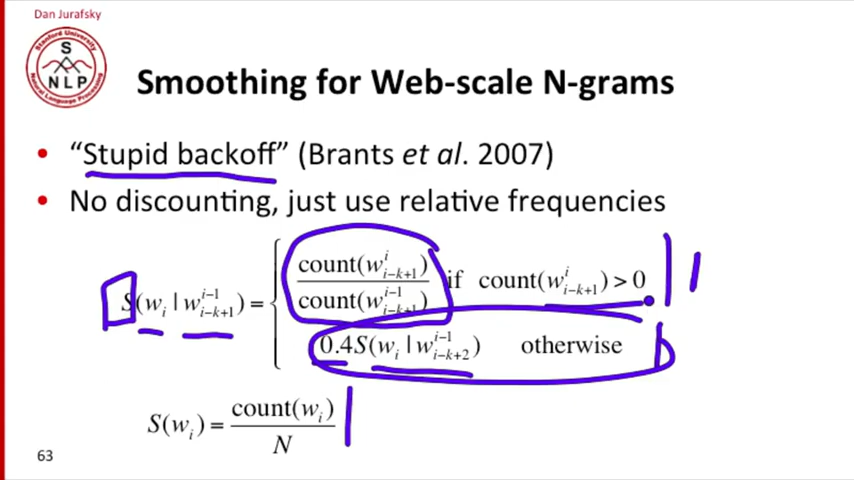 Dan Jurafsky
Stanford University
S
NLP
Natural Language Processing
Smoothing for Web-scale N-grams
• “Stupid backoff” (Brants et al. 2007)
• No discounting, just use relative frequencies
S(w_i | w_{i-k+1}^{i-1}) = { count(w_{i-k+1}^{i}) / count(w_{i-k+1}^{i-1}) if count(w_{i-k+1}^{i}) > 0
0.4S(w_i | w_{i-k+2}^{i-1}) otherwise
S(w_i) = count(w_i) / N
63